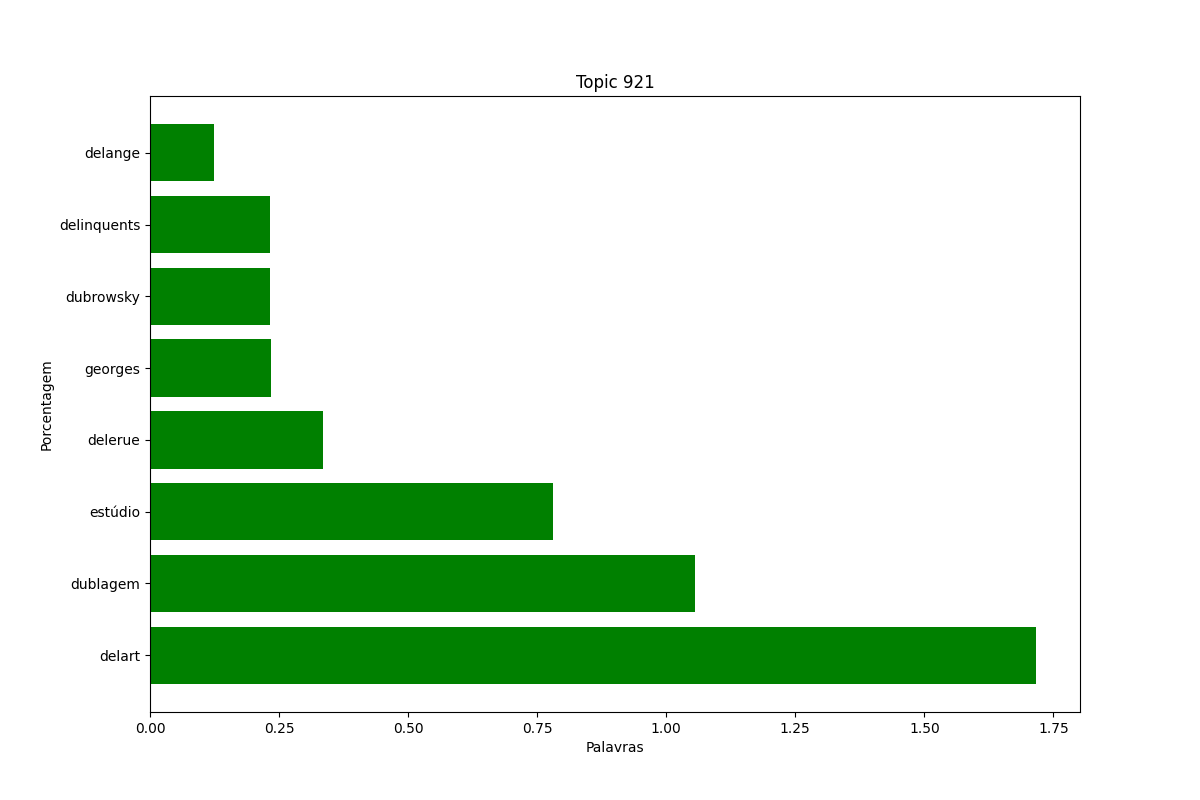 Topic 921
delange
delinquents
dubrowsky
georges
delerue
estúdio
dublagem
delart
Porcentagem
0.00 0.25 0.50 0.75 1.00 1.25 1.50 1.75
Palavras